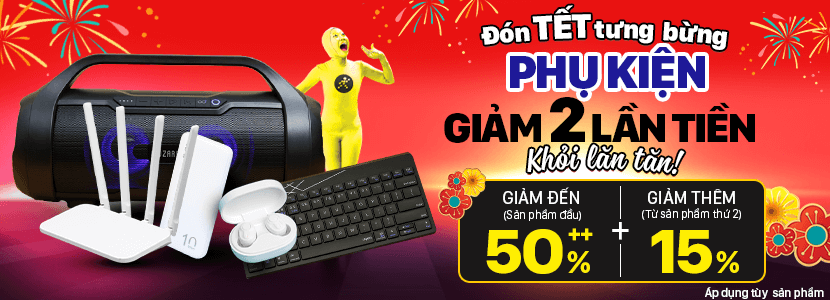 Đón TẾT tưng bừng
PHỤ KIỆN
GIẢM 2 LẦN TIỀN
Khỏi lăn tăn!
GIẢM ĐẾN
(Sản phẩm đầu)
50++%
+
GIẢM THÊM
(Từ sản phẩm thứ 2)
15%
Áp dụng tùy sản phẩm
10